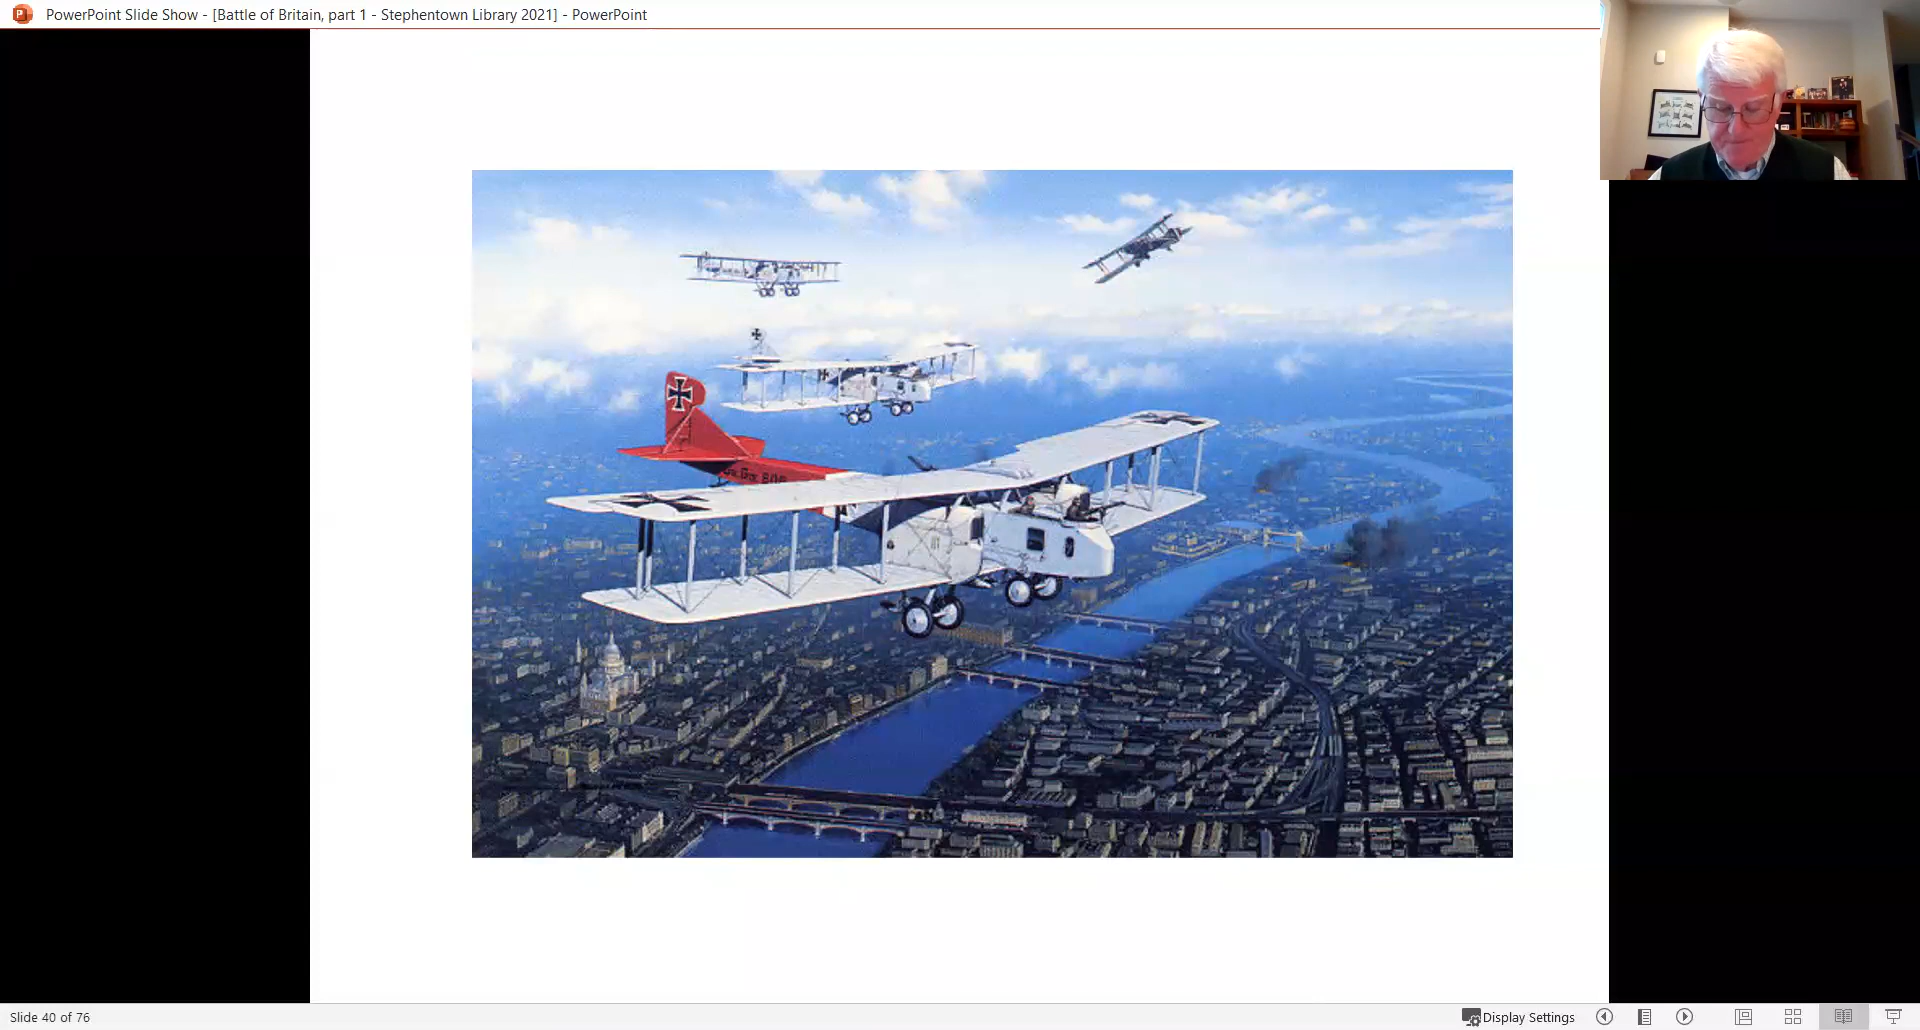 PowerPoint Slide Show - [Battle of Britain, part 1 - Stephentown Library 2021] - PowerPoint
Slide 40 of 76
Display Settings